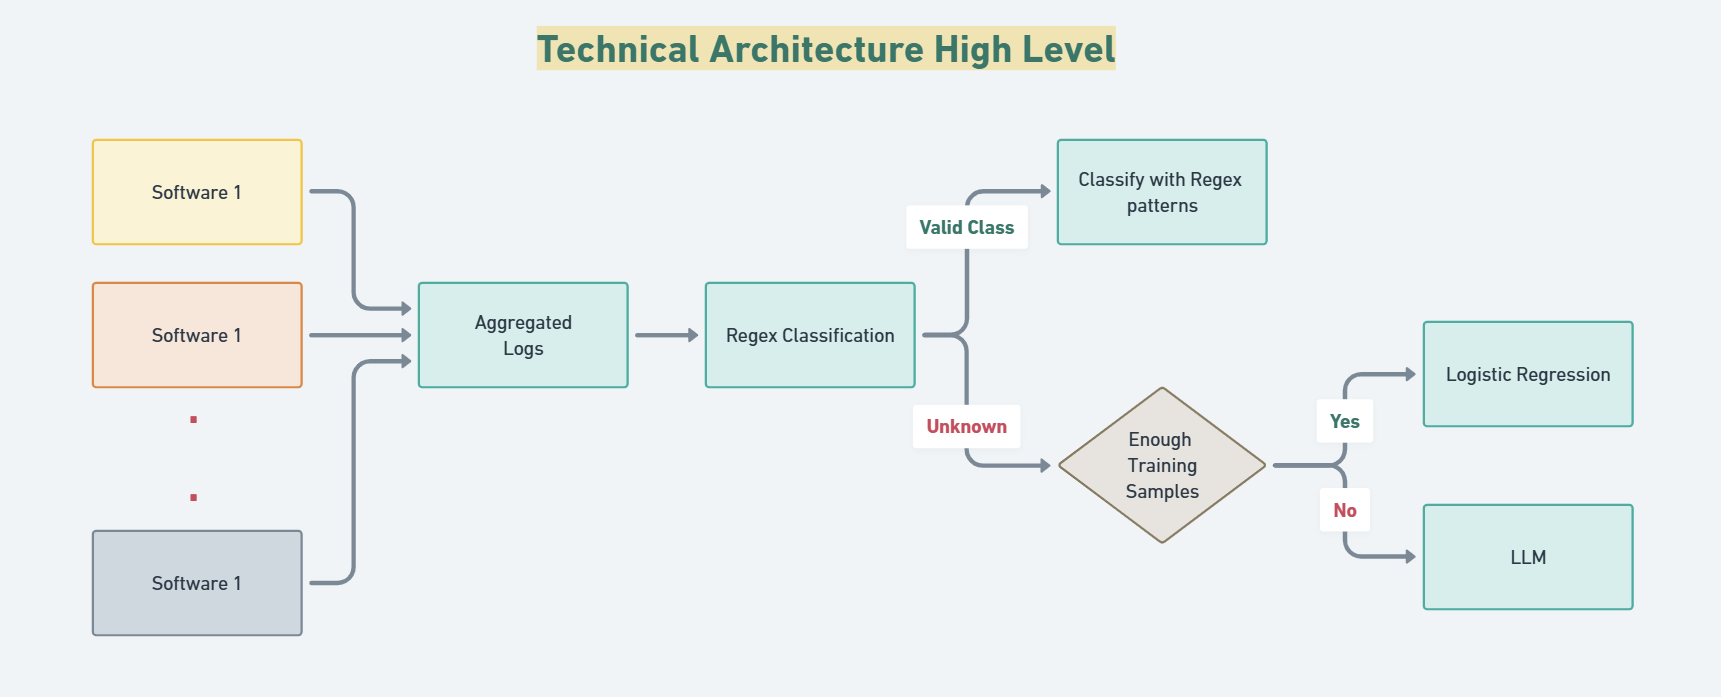 Technical Architecture High Level
Software 1
Software 1
Software 1
Aggregated
Logs
Regex Classification
Valid Class
Classify with Regex
patterns
Unknown
Enough
Training
Samples
Yes
Logistic Regression
No
LLM